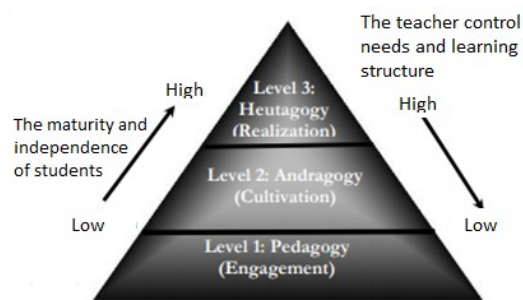 The teacher control
needs and learning
structure
High
High
Level 3:
Heutagogy
(Realization)
The maturity and
independence
of students
Level 2: Andragogy
(Cultivation)
Low
Low
Level 1: Pedagogy
(Engagement)